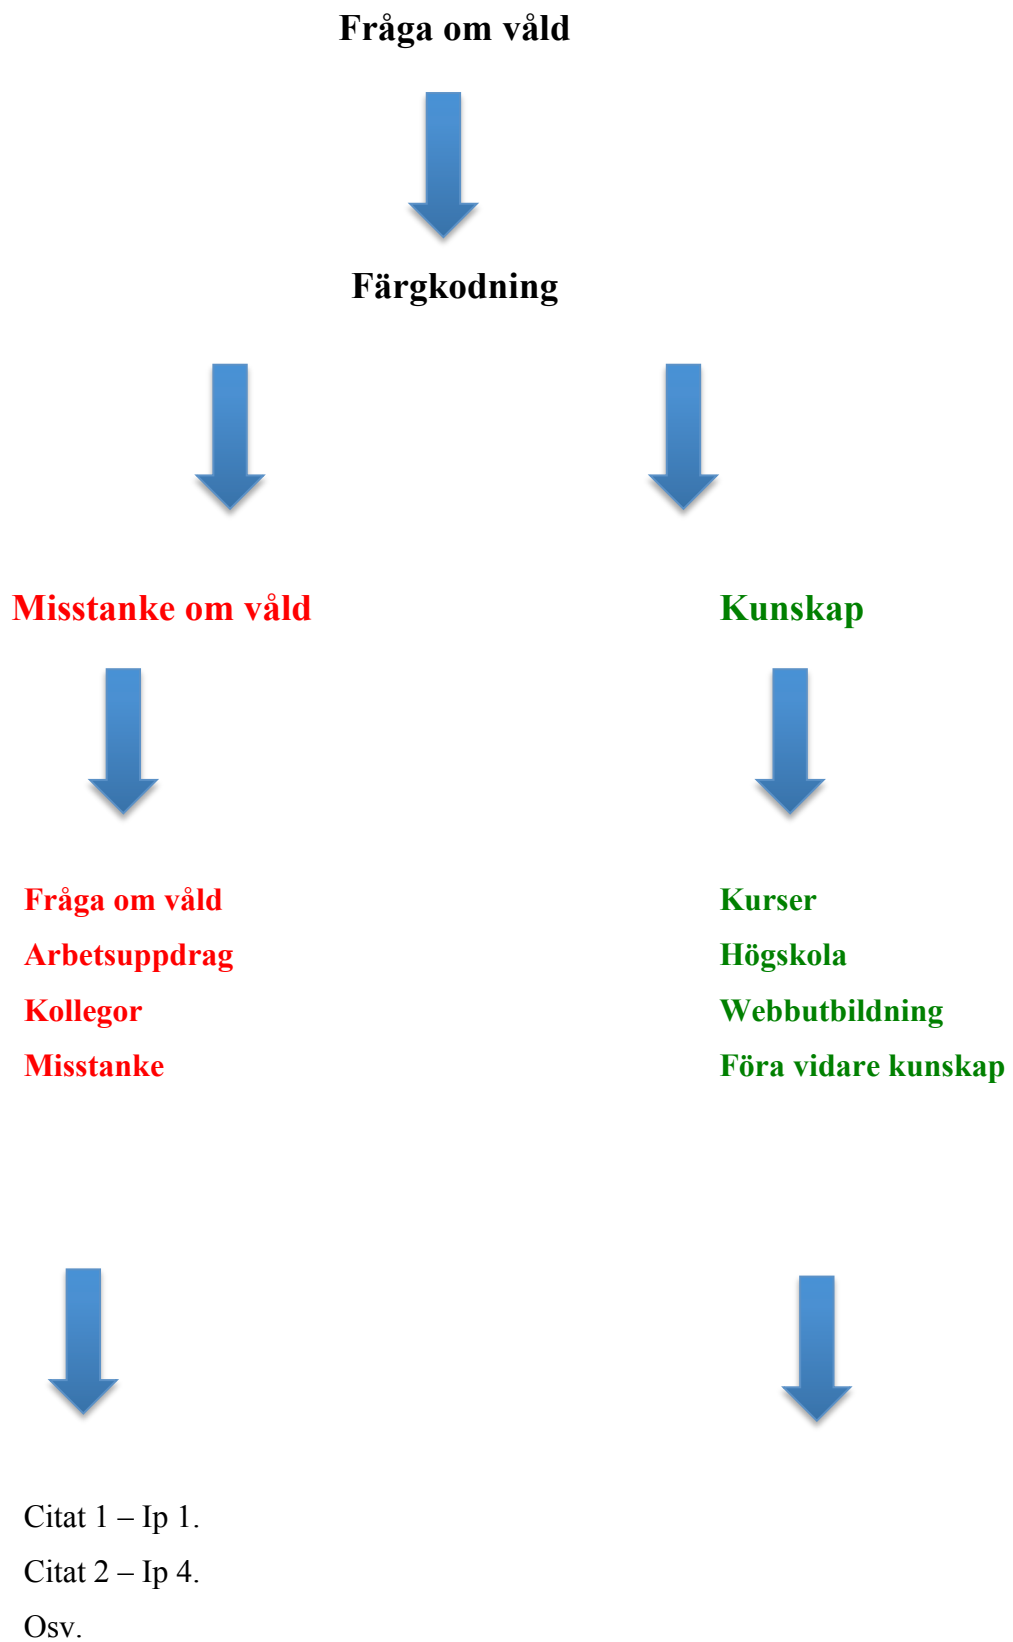 Fråga om våld
Färgkodning
Misstanke om våld
Kunskap
Fråga om våld
Arbetsuppdrag
Kollegor
Misstanke
Kurser
Högskola
Webbutbildning
Föra vidare kunskap
Citat 1 – Ip 1.
Citat 2 – Ip 4.
Osv.